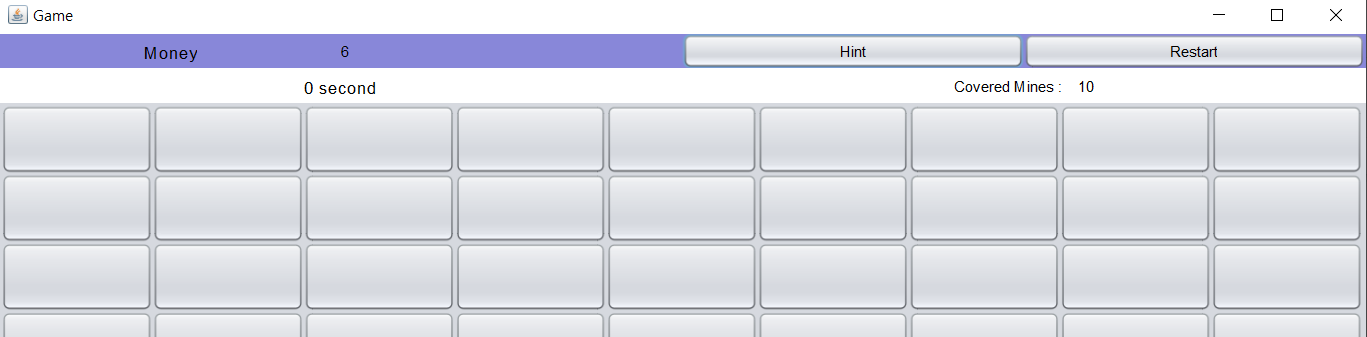 Game
Money 6 Hint Restart
0 second Covered Mines : 10